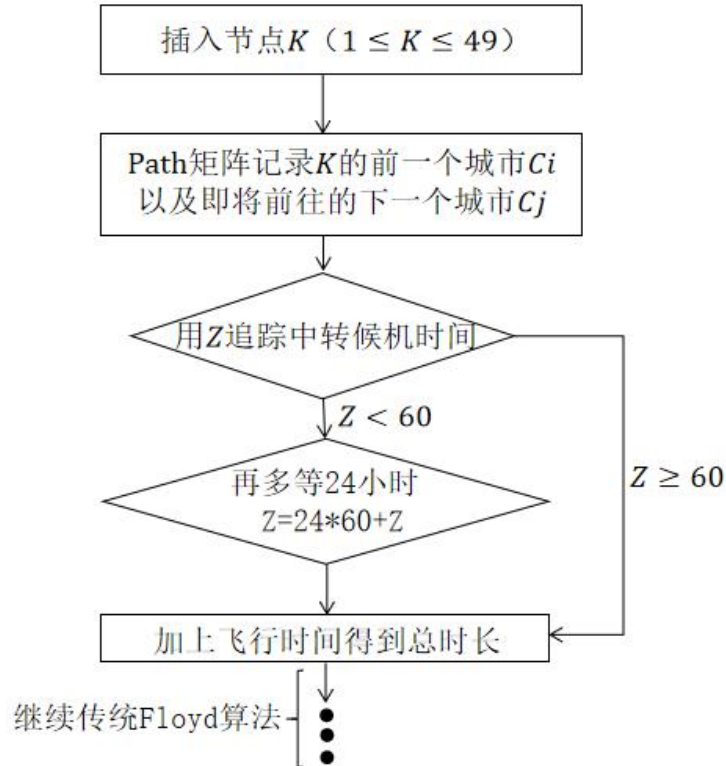 插入节点K（1 ≤ K ≤ 49）
Path矩阵记录K的前一个城市Ci
以及即将前往的下一个城市Cj
用Z追踪中转候机时间
Z < 60
再多等24小时
Z=24*60+Z
Z ≥ 60
加上飞行时间得到总时长
继续传统Floyd算法